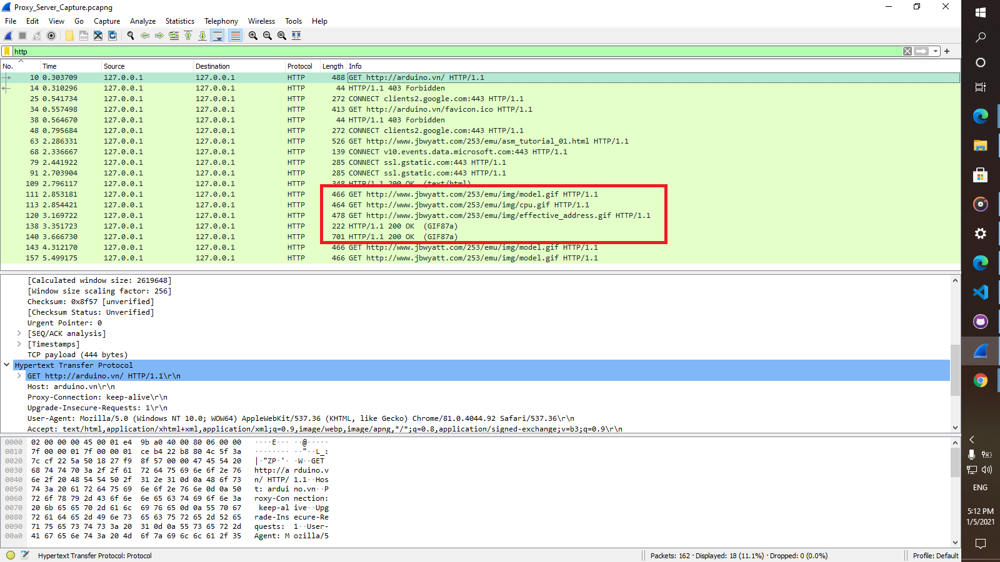 Proxy_Server_Capture.pcapng
File Edit View Go Capture Analyze Statistics Telephony Wireless Tools Help
http
No. Time Source Destination Protocol Length Info
10 0.303709 127.0.0.1 127.0.0.1 HTTP 488 GET http://arduino.vn/ HTTP/1.1
14 0.310296 127.0.0.1 127.0.0.1 HTTP 44 HTTP/1.1 403 Forbidden
25 0.541734 127.0.0.1 127.0.0.1 HTTP 272 CONNECT clients2.google.com:443 HTTP/1.1
34 0.557498 127.0.0.1 127.0.0.1 HTTP 413 GET http://arduino.vn/favicon.ico HTTP/1.1
38 0.564670 127.0.0.1 127.0.0.1 HTTP 44 HTTP/1.1 403 Forbidden
48 0.795684 127.0.0.1 127.0.0.1 HTTP 272 CONNECT clients2.google.com:443 HTTP/1.1
63 2.286331 127.0.0.1 127.0.0.1 HTTP 526 GET http://www.jbwyatt.com/253/emu/asm_tutorial_01.html HTTP/1.1
68 2.336667 127.0.0.1 127.0.0.1 HTTP 139 CONNECT v10.events.data.microsoft.com:443 HTTP/1.1
79 2.441922 127.0.0.1 127.0.0.1 HTTP 285 CONNECT ssl.gstatic.com:443 HTTP/1.1
91 2.703904 127.0.0.1 127.0.0.1 HTTP 285 CONNECT ssl.gstatic.com:443 HTTP/1.1
109 2.796117 127.0.0.1 127.0.0.1 HTTP 348 HTTP/1.1 200 OK (text/html)
111 2.853181 127.0.0.1 127.0.0.1 HTTP 466 GET http://www.jbwyatt.com/253/emu/img/model.gif HTTP/1.1
113 2.854421 127.0.0.1 127.0.0.1 HTTP 464 GET http://www.jbwyatt.com/253/emu/img/cpu.gif HTTP/1.1
120 3.169722 127.0.0.1 127.0.0.1 HTTP 478 GET http://www.jbwyatt.com/253/emu/img/effective_address.gif HTTP/1.1
138 3.351723 127.0.0.1 127.0.0.1 HTTP 222 HTTP/1.1 200 OK (GIF87a)
140 3.666730 127.0.0.1 127.0.0.1 HTTP 701 HTTP/1.1 200 OK (GIF87a)
143 4.312170 127.0.0.1 127.0.0.1 HTTP 466 GET http://www.jbwyatt.com/253/emu/img/model.gif HTTP/1.1
157 5.499175 127.0.0.1 127.0.0.1 HTTP 466 GET http://www.jbwyatt.com/253/emu/img/model.gif HTTP/1.1
[Calculated window size: 2619648]
[Window size scaling factor: 256]
Checksum: 0x8f57 [unverified]
[Checksum Status: Unverified]
Urgent Pointer: 0
[SEQ/ACK analysis]
[Timestamps]
TCP payload (444 bytes)
Hypertext Transfer Protocol
GET http://arduino.vn/ HTTP/1.1\r\n
Host: arduino.vn\r\n
Proxy-Connection: keep-alive\r\n
Upgrade-Insecure-Requests: 1\r\n
User-Agent: Mozilla/5.0 (Windows NT 10.0; WOW64) AppleWebKit/537.36 (KHTML, like Gecko) Chrome/81.0.4044.92 Safari/537.36\r\n
Accept: text/html,application/xhtml+xml,application/xml;q=0.9,image/webp,image/apng,*/*;q=0.8,application/signed-exchange;v=b3;q=0.9\r\n
0000 02 00 00 00 45 00 01 e4 9b a0 40 00 80 06 00 00 ····E··· ··@·····
0010 7f 00 00 01 7f 00 00 01 ce b4 22 b8 80 4c 5f 3a ········ ··"··L_:
0020 7c cf 22 5a 50 18 27 f9 8f 57 00 00 47 45 54 20 |·"ZP·'· ·W··GET
0030 68 74 74 70 3a 2f 2f 61 72 64 75 69 6e 6f 2e 76 http://a rduino.v
0040 6e 2f 20 48 54 54 50 2f 31 2e 31 0d 0a 48 6f 73 n/ HTTP/ 1.1··Hos
0050 74 3a 20 61 72 64 75 69 6e 6f 2e 76 6e 0d 0a 50 t: ardui no.vn··P
0060 72 6f 78 79 2d 43 6f 6e 6e 65 63 74 69 6f 6e 3a roxy-Con nection:
0070 20 6b 65 65 70 2d 61 6c 69 76 65 0d 0a 55 70 67 keep-al ive··Upg
0080 72 61 64 65 2d 49 6e 73 65 63 75 72 65 2d 52 65 rade-Ins ecure-Re
0090 71 75 65 73 74 73 3a 20 31 0d 0a 55 73 65 72 2d quests: 1··User-
00a0 41 67 65 6e 74 3a 20 4d 6f 7a 69 6c 6c 61 2f 35 Agent: M ozilla/5
Hypertext Transfer Protocol: Protocol
Packets: 162 · Displayed: 18 (11.1%) · Dropped: 0 (0.0%)
Profile: Default
ENG
5:12 PM
1/5/2021